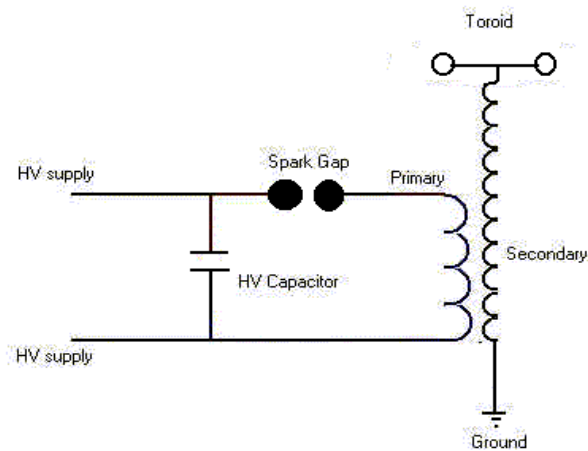 Toroid
Spark Gap
HV supply
Primary
Secondary
HV Capacitor
HV supply
Ground